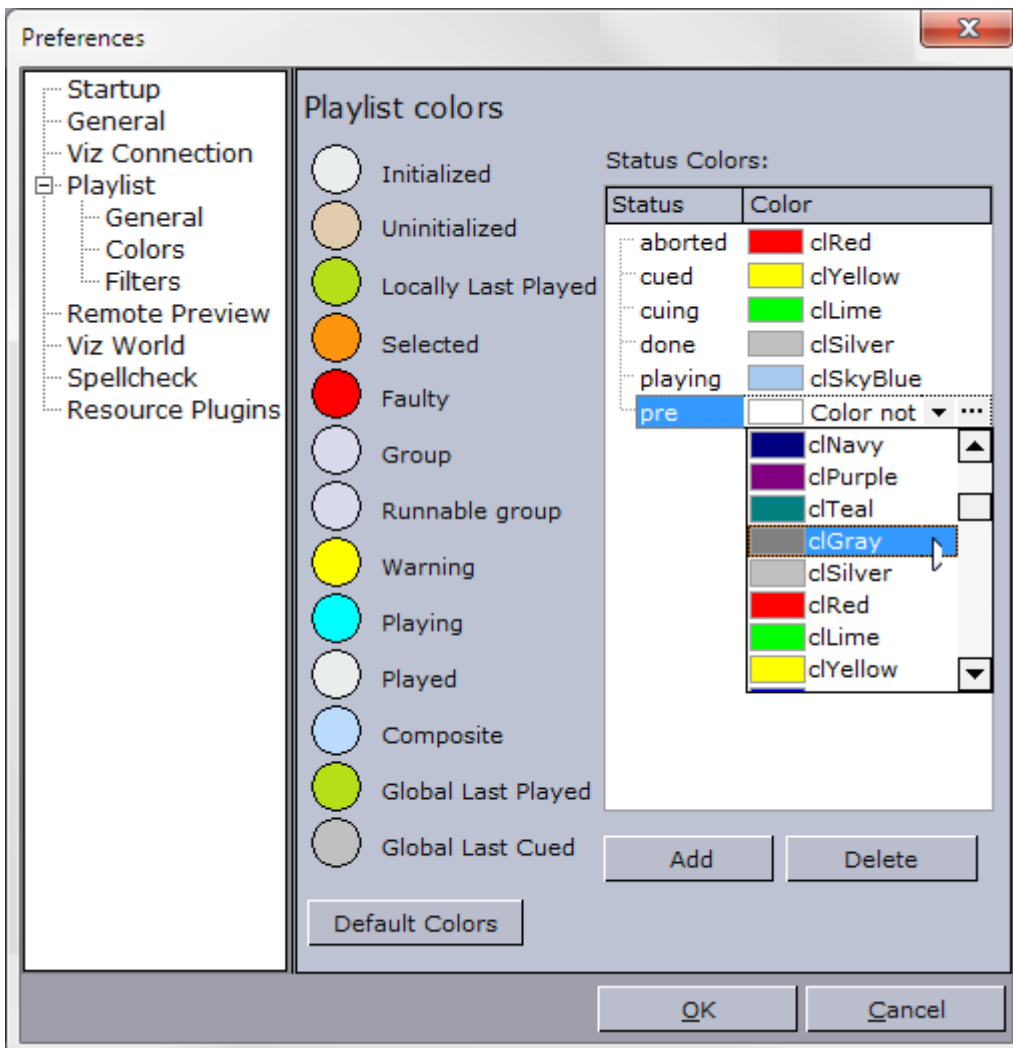 Preferences
x
Startup
General
Viz Connection
Playlist
General
Colors
Filters
Remote Preview
Viz World
Spellcheck
Resource Plugins
Playlist colors
Initialized
Uninitialized
Locally Last Played
Selected
Faulty
Group
Runnable group
Warning
Playing
Played
Composite
Global Last Played
Global Last Cued
Default Colors
Status Colors:
Status Color
aborted clRed
cued clYellow
cuing clLime
done clSilver
playing clSkyBlue
pre Color not ...
clNavy
clPurple
clTeal
clGray
clSilver
clRed
clLime
clYellow
Add Delete
OK Cancel